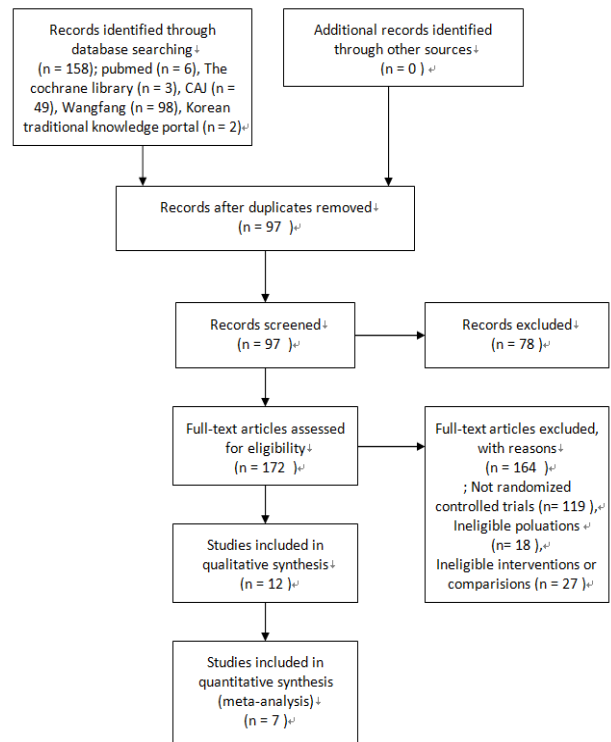 Records identified through
database searching↓
(n = 158); pubmed (n = 6), The
cochrane library (n = 3), CAJ (n =
49), Wangfang (n = 98), Korean
traditional knowledge portal (n = 2)↵
Additional records identified
through other sources↓
(n = 0 ) ↵
Records after duplicates removed↓
(n = 97 )↵
Records screened↓
(n = 97 )↵
Records excluded↓
(n = 78 )↵
Full-text articles assessed
for eligibility↓
(n = 172 )↵
Full-text articles excluded,
with reasons↓
(n = 164 )↵
; Not randomized
controlled trials (n= 119 ),↵
Ineligible poluations
(n= 18 ),↵
Ineligible interventions or
comparisions (n = 27 )↵
Studies included in
qualitative synthesis↓
(n = 12 )↵
Studies included in
quantitative synthesis
(meta-analysis)↓
(n = 7 )↵